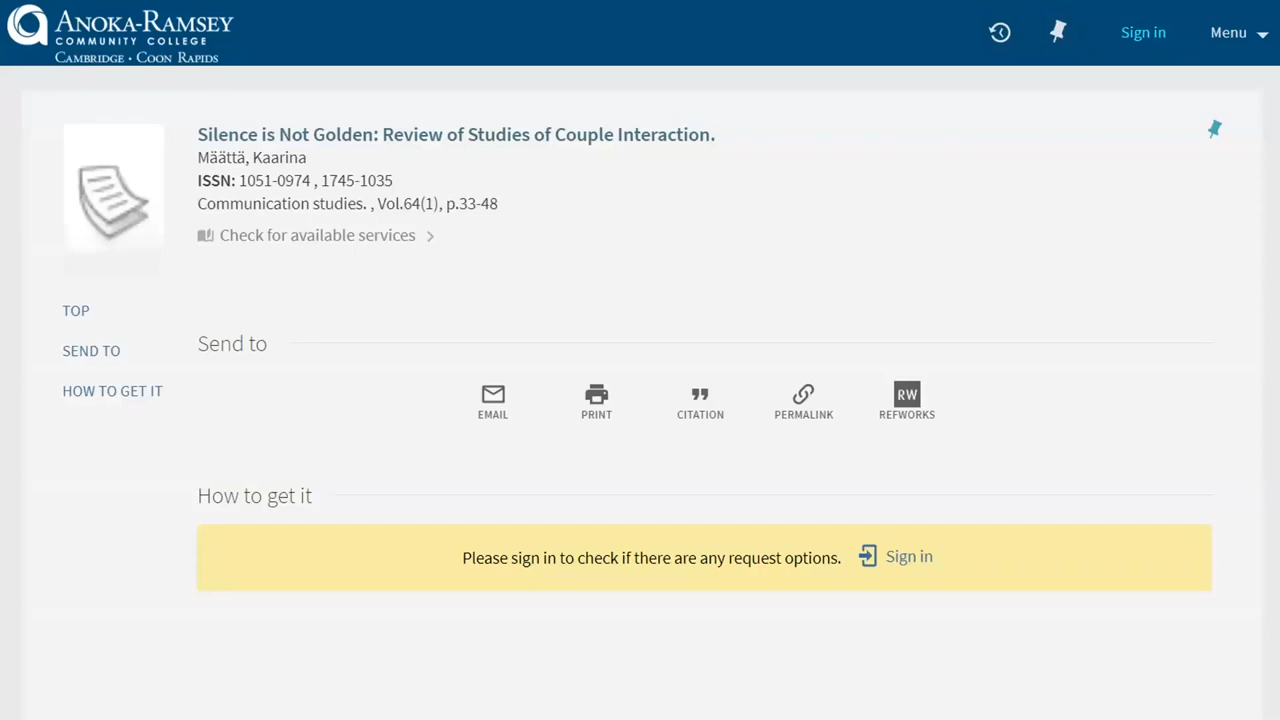 ANOKA-RAMSEY
COMMUNITY COLLEGE
CAMBRIDGE • COON RAPIDS
Sign in
Menu
Silence is Not Golden: Review of Studies of Couple Interaction.
Määttä, Kaarina
ISSN: 1051-0974 , 1745-1035
Communication studies. , Vol.64(1), p.33-48
Check for available services
TOP
SEND TO
HOW TO GET IT
Send to
EMAIL
PRINT
CITATION
PERMALINK
RW
REFWORKS
How to get it
Please sign in to check if there are any request options. Sign in